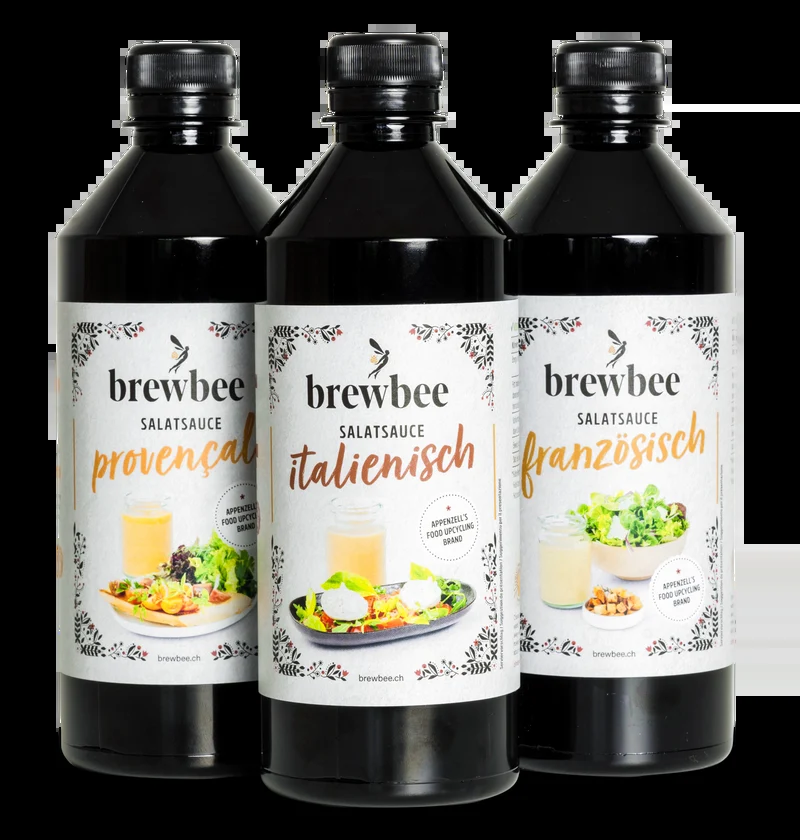 brewbee
SALATSAUCE
provençal
APPENZELL'S
FOOD UPCYCLING
BRAND
brewbee.ch
brewbee
SALATSAUCE
italienisch
APPENZELL'S
FOOD UPCYCLING
BRAND
brewbee.ch
brewbee
SALATSAUCE
französisch
APPENZELL'S
FOOD UPCYCLING
BRAND
brewbee.ch